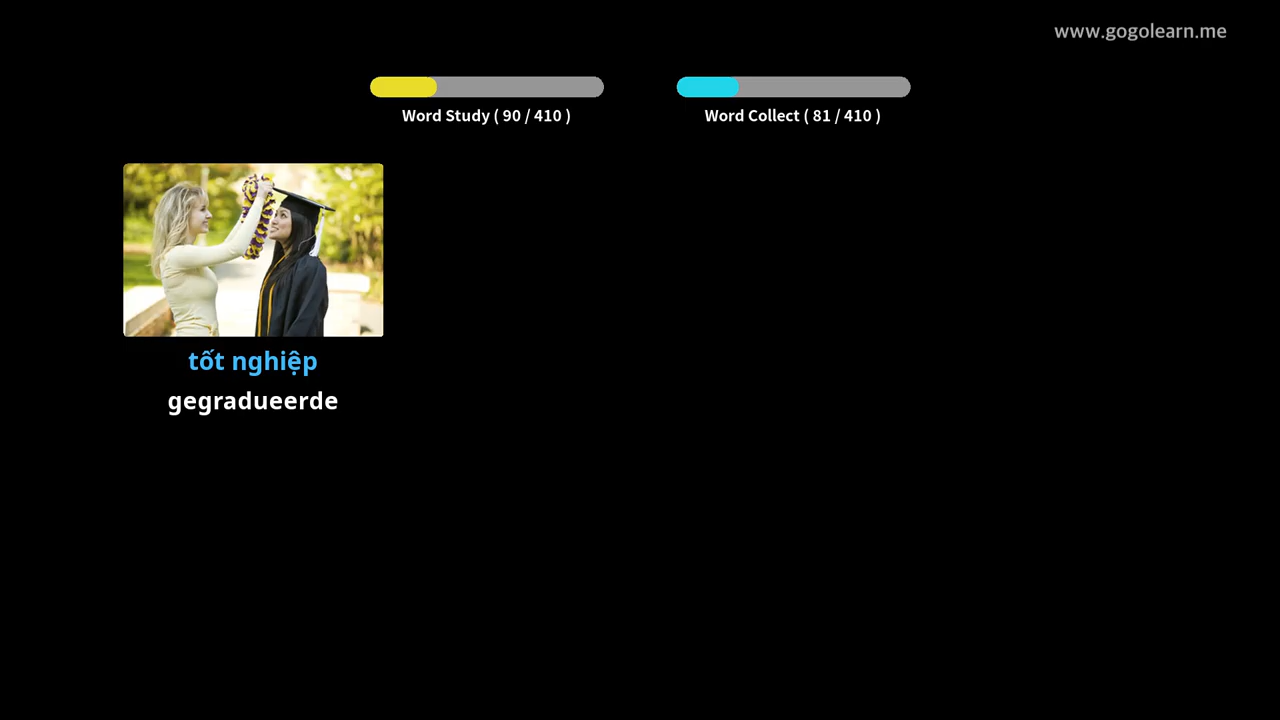 www.gogolearn.me
Word Study ( 90 / 410 )
Word Collect ( 81 / 410 )
tốt nghiệp
gegradueerde